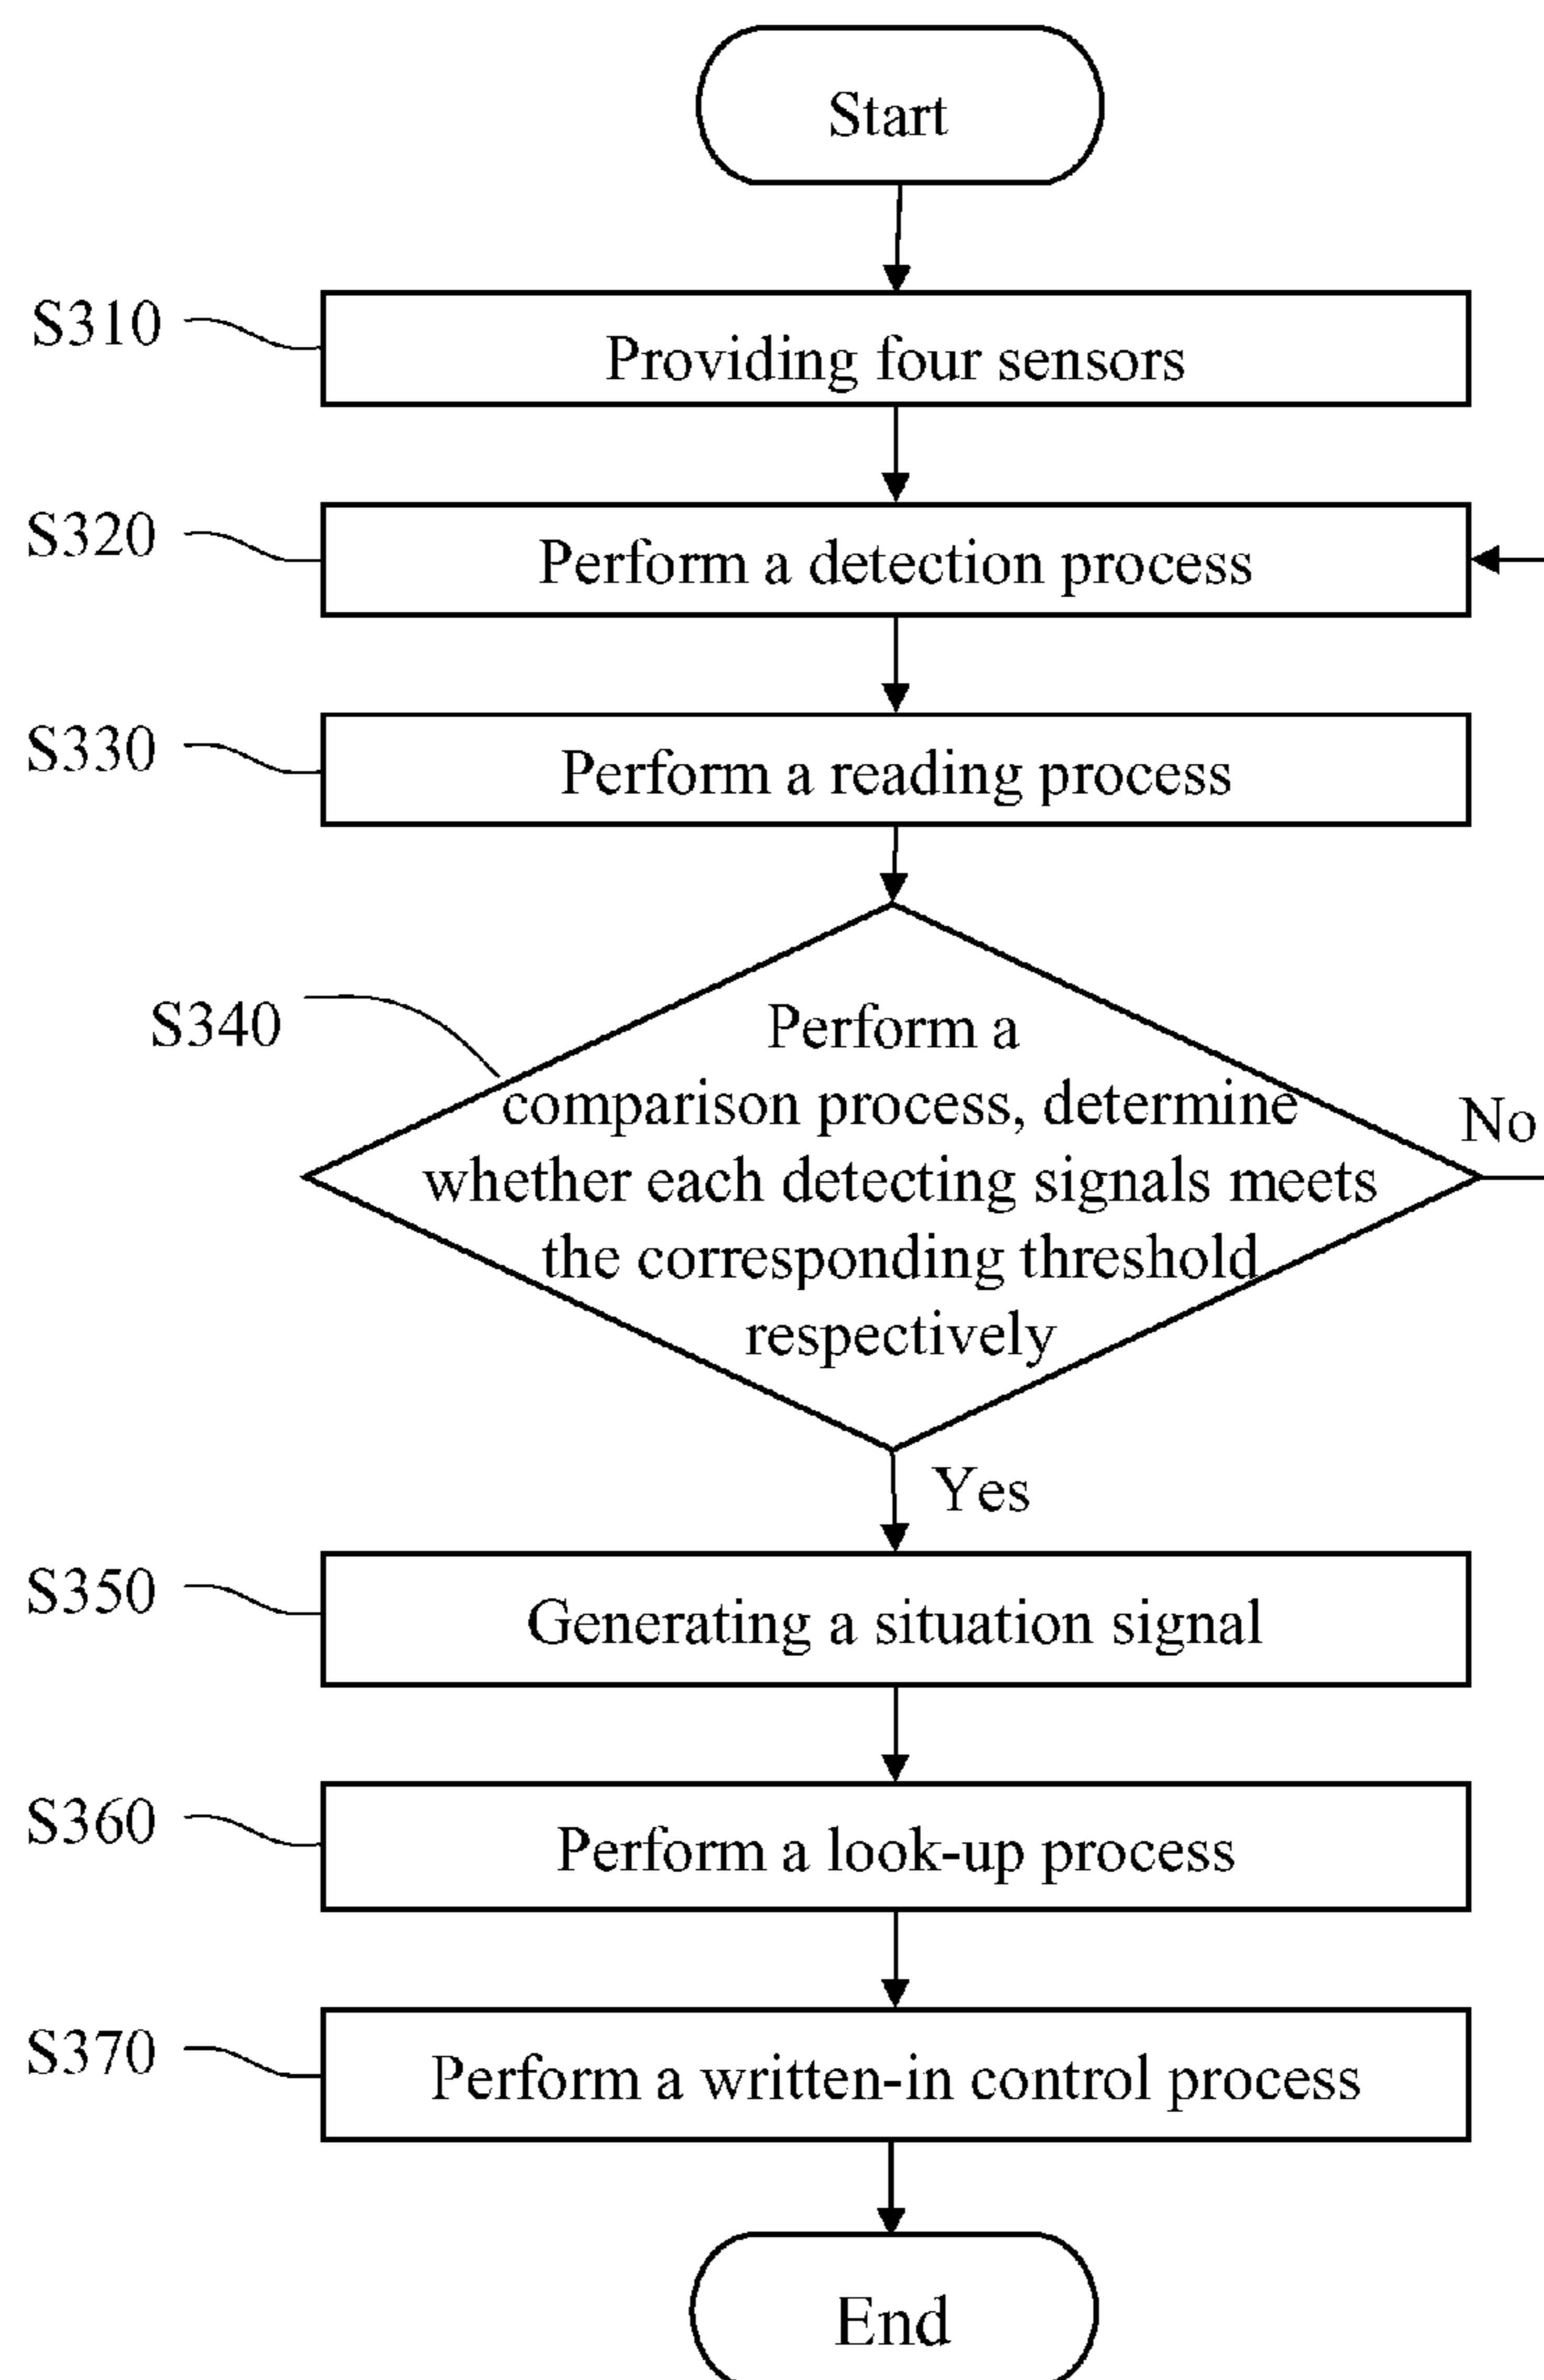 Start
S310
Providing four sensors
S320
Perform a detection process
S330
Perform a reading process
S340
Perform a
comparison process, determine
whether each detecting signals meets
the corresponding threshold
respectively
No
Yes
S350
Generating a situation signal
S360
Perform a look-up process
S370
Perform a written-in control process
End